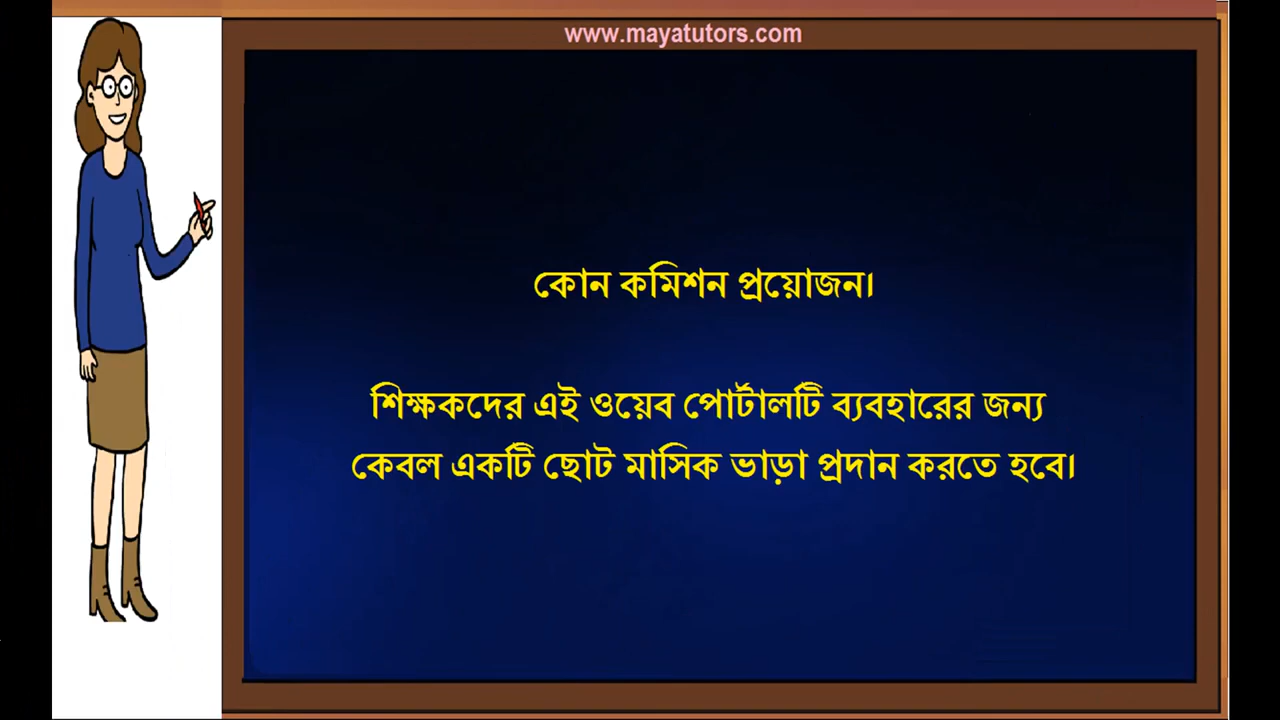 www.mayatutors.com
কোন কমিশন প্রয়োজন।
শিক্ষকদের এই ওয়েব পোর্টালটি ব্যবহারের জন্য
কেবল একটি ছোট মাসিক ভাড়া প্রদান করতে হবে।